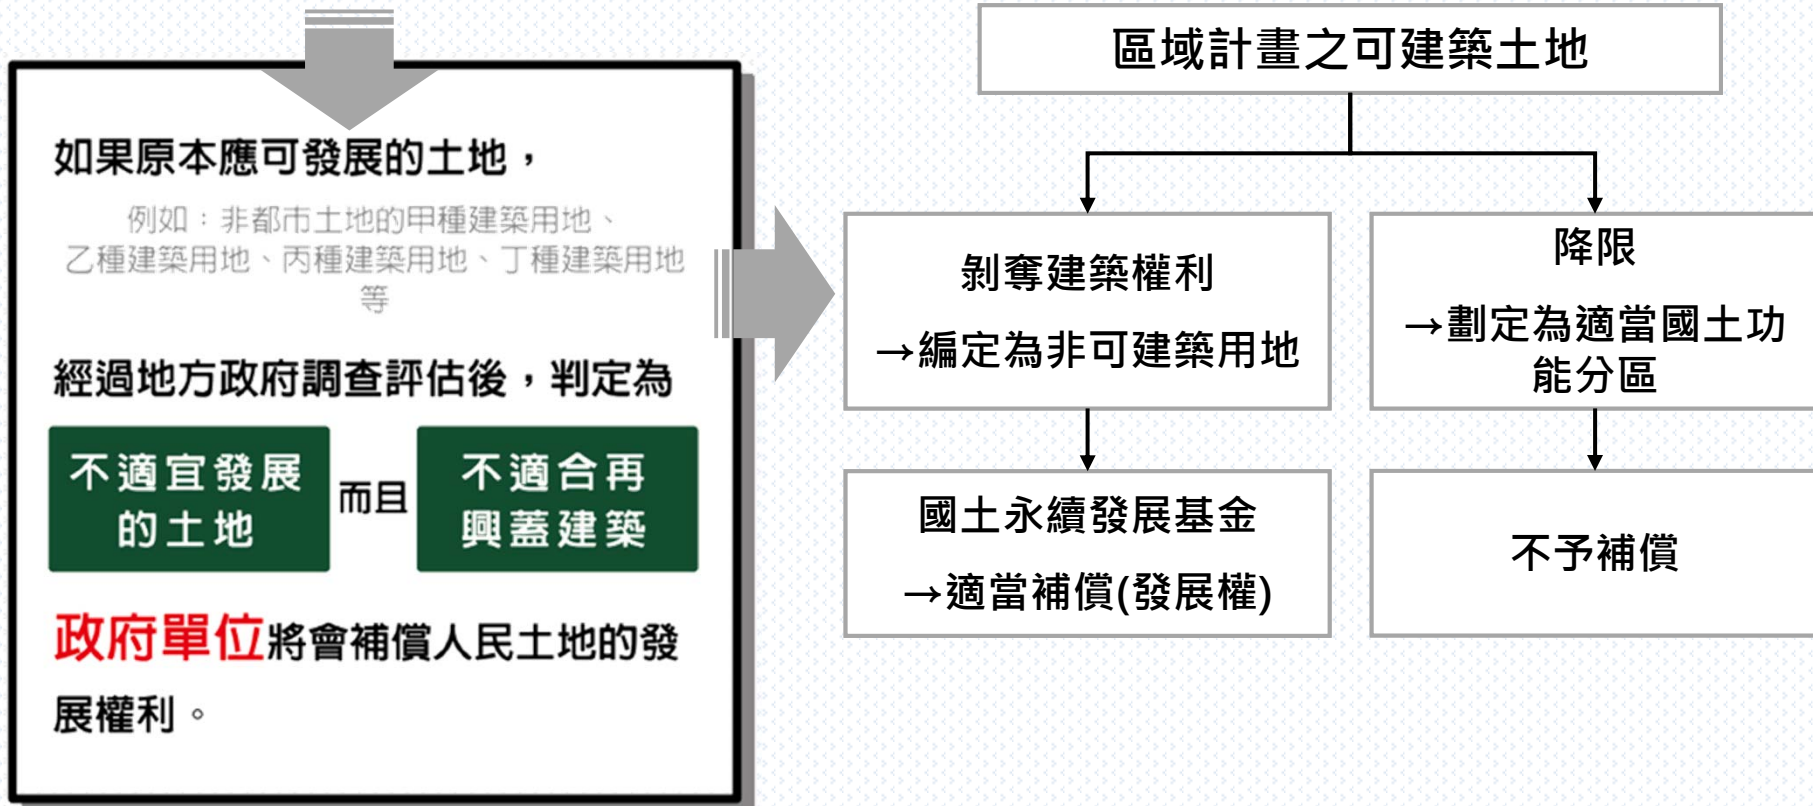 如果原本應可發展的土地，
例如：非都市土地的甲種建築用地、
乙種建築用地、丙種建築用地、丁種建築用地
等
經過地方政府調查評估後，判定為
不適宜發展
的土地
而且
不適合再
興蓋建築
政府單位將會補償人民土地的發
展權利。
區域計畫之可建築土地
剝奪建築權利
→編定為非可建築用地
降限
→劃定為適當國土功
能分區
國土永續發展基金
→適當補償(發展權)
不予補償